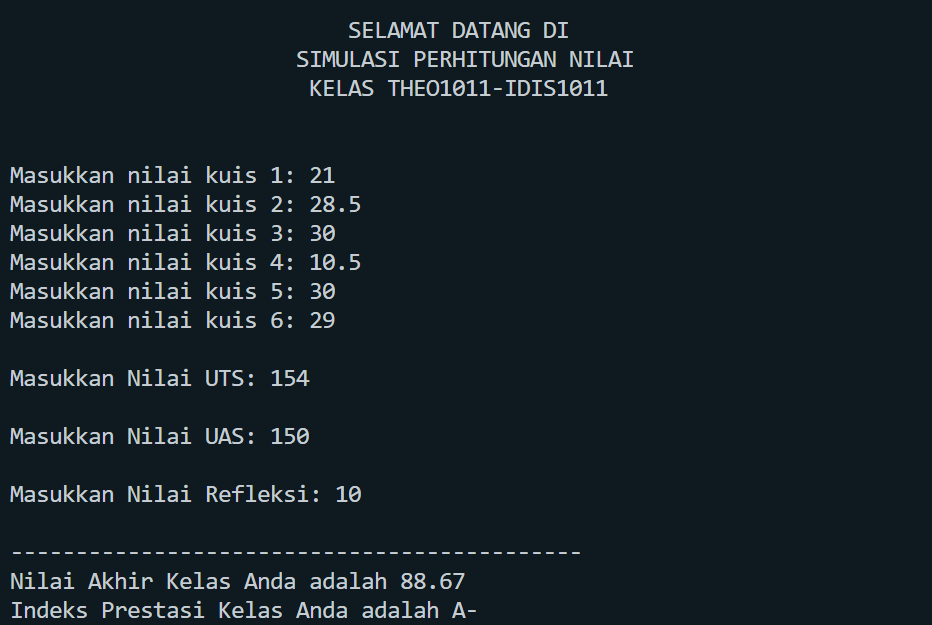 SELAMAT DATANG DI
SIMULASI PERHITUNGAN NILAI
KELAS THEO1011-IDIS1011
Masukkan nilai kuis 1: 21
Masukkan nilai kuis 2: 28.5
Masukkan nilai kuis 3: 30
Masukkan nilai kuis 4: 10.5
Masukkan nilai kuis 5: 30
Masukkan nilai kuis 6: 29
Masukkan Nilai UTS: 154
Masukkan Nilai UAS: 150
Masukkan Nilai Refleksi: 10
--------------------------------------------
Nilai Akhir Kelas Anda adalah 88.67
Indeks Prestasi Kelas Anda adalah A-